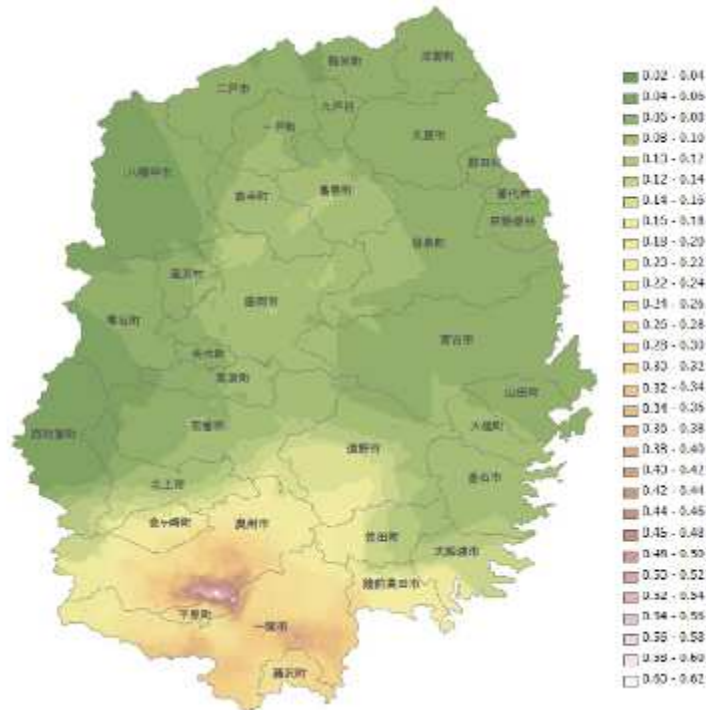 軽米町
洋野町
二戸市
九戸村
一戸町
久慈市
八幡平市
野田村
葛巻町
岩手町
普代村
田野畑村
岩泉町
滝沢村
盛岡市
雫石町
宮古市
矢巾町
紫波町
山田町
西和賀町
花巻市
大槌町
遠野市
釜石市
北上市
金ヶ崎町
奥州市
住田町
大船渡市
陸前高田市
平泉町
一関市
藤沢町
0.02 - 0.04
0.04 - 0.06
0.06 - 0.08
0.08 - 0.10
0.10 - 0.12
0.12 - 0.14
0.14 - 0.16
0.16 - 0.18
0.18 - 0.20
0.20 - 0.22
0.22 - 0.24
0.24 - 0.26
0.26 - 0.28
0.28 - 0.30
0.30 - 0.32
0.32 - 0.34
0.34 - 0.36
0.36 - 0.38
0.38 - 0.40
0.40 - 0.42
0.42 - 0.44
0.44 - 0.46
0.46 - 0.48
0.48 - 0.50
0.50 - 0.52
0.52 - 0.54
0.54 - 0.56
0.56 - 0.58
0.58 - 0.60
0.60 - 0.62